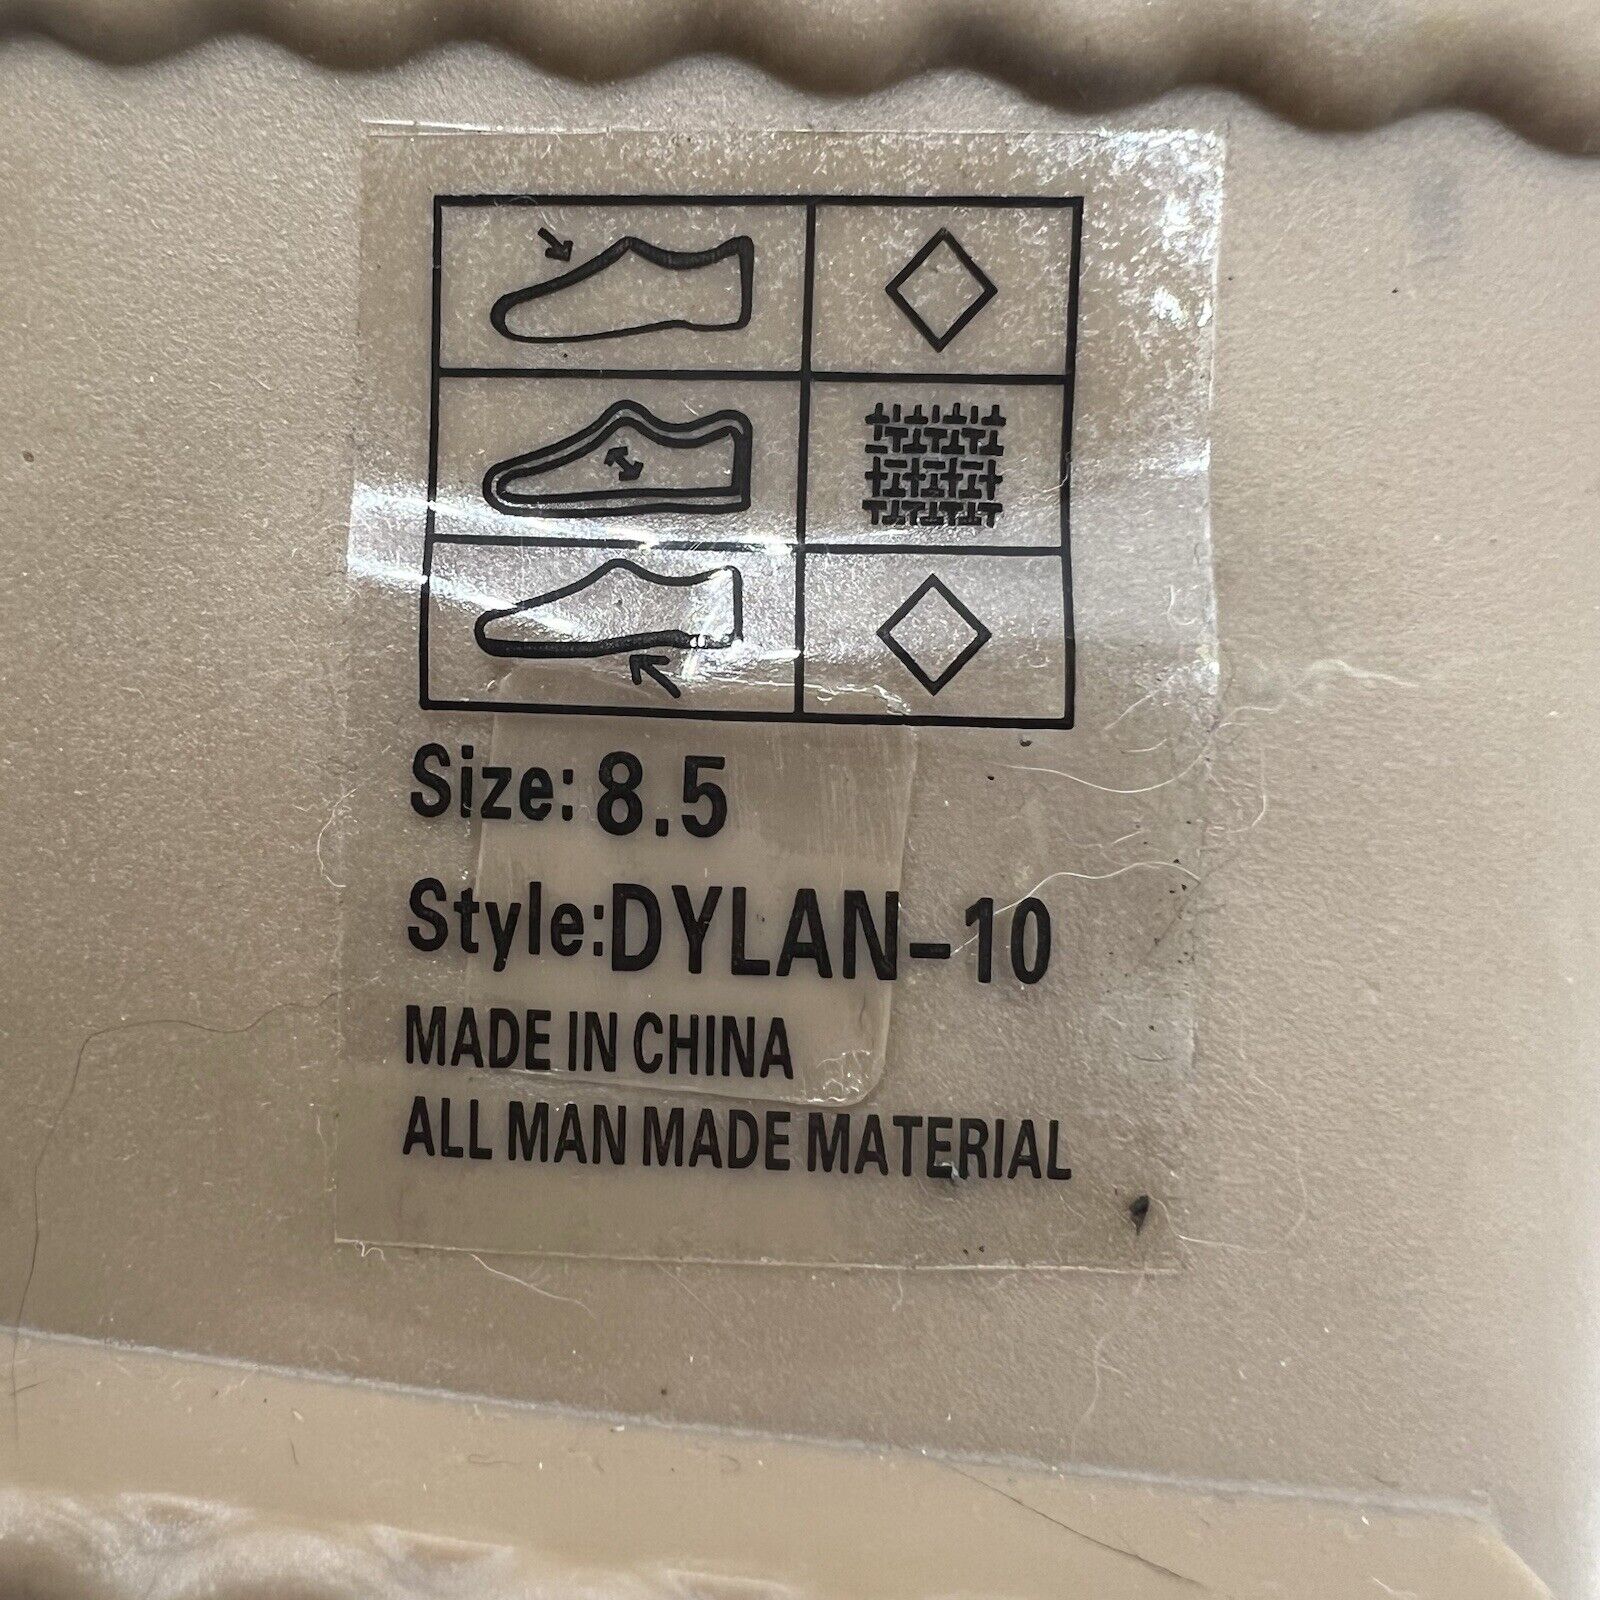 Size: 8.5
Style:DYLAN-10
MADE IN CHINA
ALL MAN MADE MATERIAL